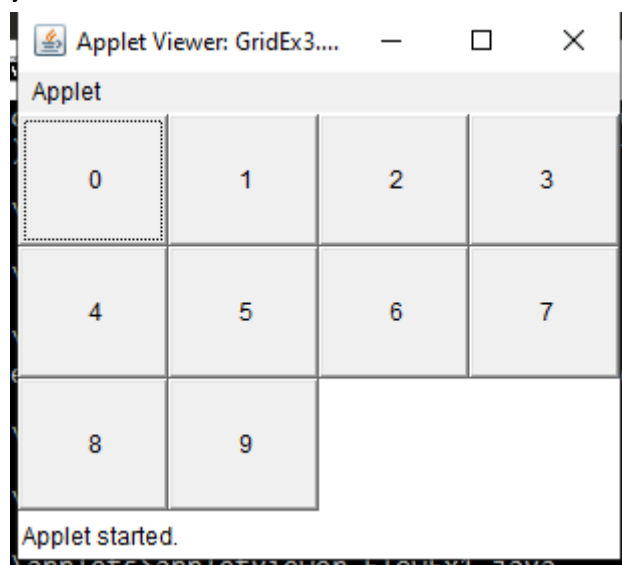 Applet Viewer: GridEx3....
Applet
0 1 2 3
4 5 6 7
8 9
Applet started.